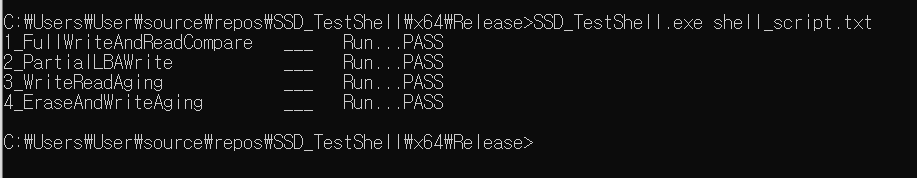 C:₩Users₩User₩source₩repos₩SSD_TestShell₩x64₩Release>SSD_TestShell.exe shell_script.txt
1_FullWriteAndReadCompare    ___    Run...PASS
2_PartialLBAWrite            ___    Run...PASS
3_WriteReadAging             ___    Run...PASS
4_EraseAndWriteAging         ___    Run...PASS
C:₩Users₩User₩source₩repos₩SSD_TestShell₩x64₩Release>